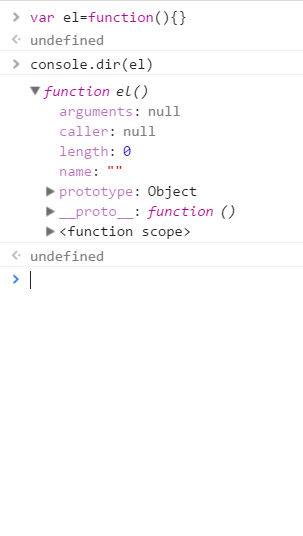 var el=function(){}
undefined
console.dir(el)
function el()
arguments: null
caller: null
length: 0
name: ""
prototype: Object
__proto__: function ()
<function scope>
undefined